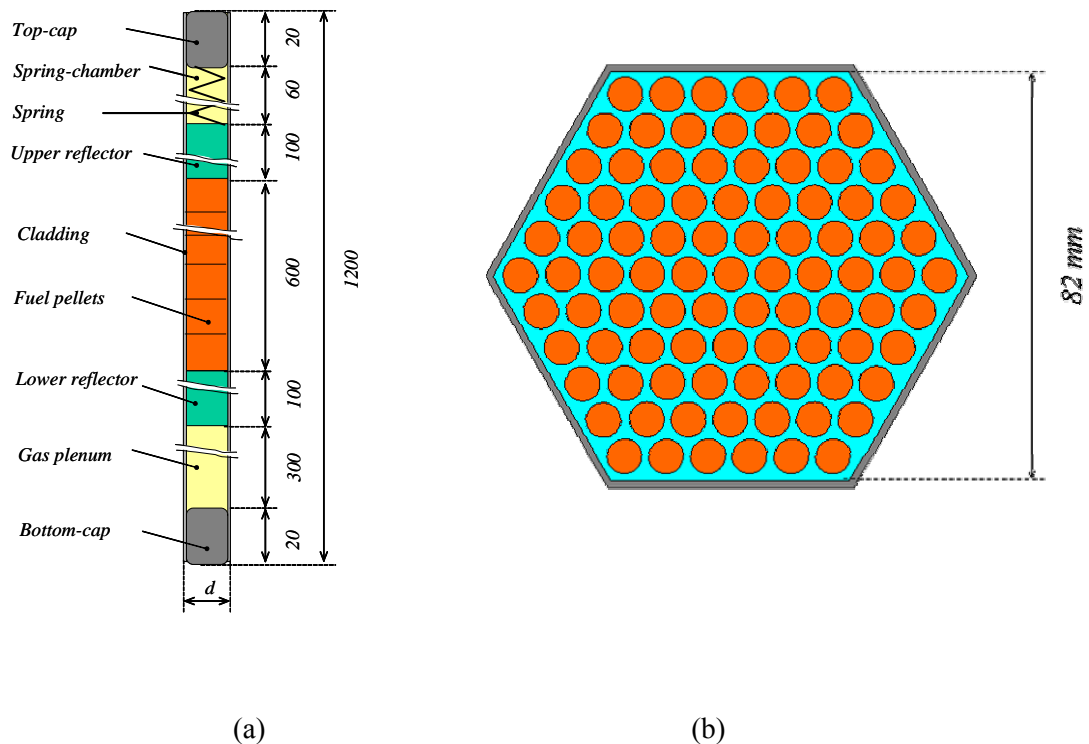 Top-cap
Spring-chamber
Spring
Upper reflector
Cladding
Fuel pellets
Lower reflector
Gas plenum
Bottom-cap
20
60
100
600
100
300
20
1200
d
82 mm
(a)
(b)